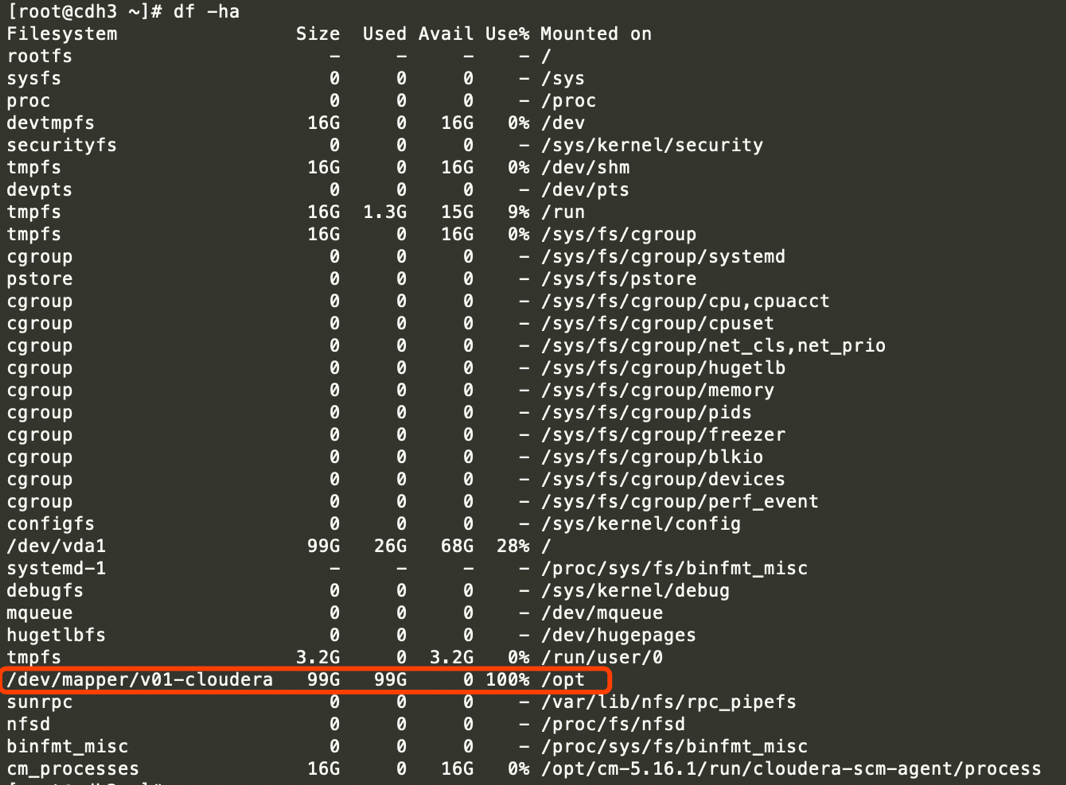 [root@cdh3 ~]# df -ha
Filesystem Size Used Avail Use% Mounted on
rootfs - - - - /
sysfs 0 0 0 - /sys
proc 0 0 0 - /proc
devtmpfs 16G 0 16G 0% /dev
securityfs 0 0 0 - /sys/kernel/security
tmpfs 16G 0 16G 0% /dev/shm
devpts 0 0 0 - /dev/pts
tmpfs 16G 1.3G 15G 9% /run
tmpfs 16G 0 16G 0% /sys/fs/cgroup
cgroup 0 0 0 - /sys/fs/cgroup/systemd
pstore 0 0 0 - /sys/fs/pstore
cgroup 0 0 0 - /sys/fs/cgroup/cpu,cpuacct
cgroup 0 0 0 - /sys/fs/cgroup/cpuset
cgroup 0 0 0 - /sys/fs/cgroup/net_cls,net_prio
cgroup 0 0 0 - /sys/fs/cgroup/hugetlb
cgroup 0 0 0 - /sys/fs/cgroup/memory
cgroup 0 0 0 - /sys/fs/cgroup/pids
cgroup 0 0 0 - /sys/fs/cgroup/freezer
cgroup 0 0 0 - /sys/fs/cgroup/blkio
cgroup 0 0 0 - /sys/fs/cgroup/devices
cgroup 0 0 0 - /sys/fs/cgroup/perf_event
configfs 0 0 0 - /sys/kernel/config
/dev/vda1 99G 26G 68G 28% /
systemd-1 - - - - /proc/sys/fs/binfmt_misc
debugfs 0 0 0 - /sys/kernel/debug
mqueue 0 0 0 - /dev/mqueue
hugetlbfs 0 0 0 - /dev/hugepages
tmpfs 3.2G 0 3.2G 0% /run/user/0
/dev/mapper/v01-cloudera 99G 99G 0 100% /opt
sunrpc 0 0 0 - /var/lib/nfs/rpc_pipefs
nfsd 0 0 0 - /proc/fs/nfsd
binfmt_misc 0 0 0 - /proc/sys/fs/binfmt_misc
cm_processes 16G 0 16G 0% /opt/cm-5.16.1/run/cloudera-scm-agent/process